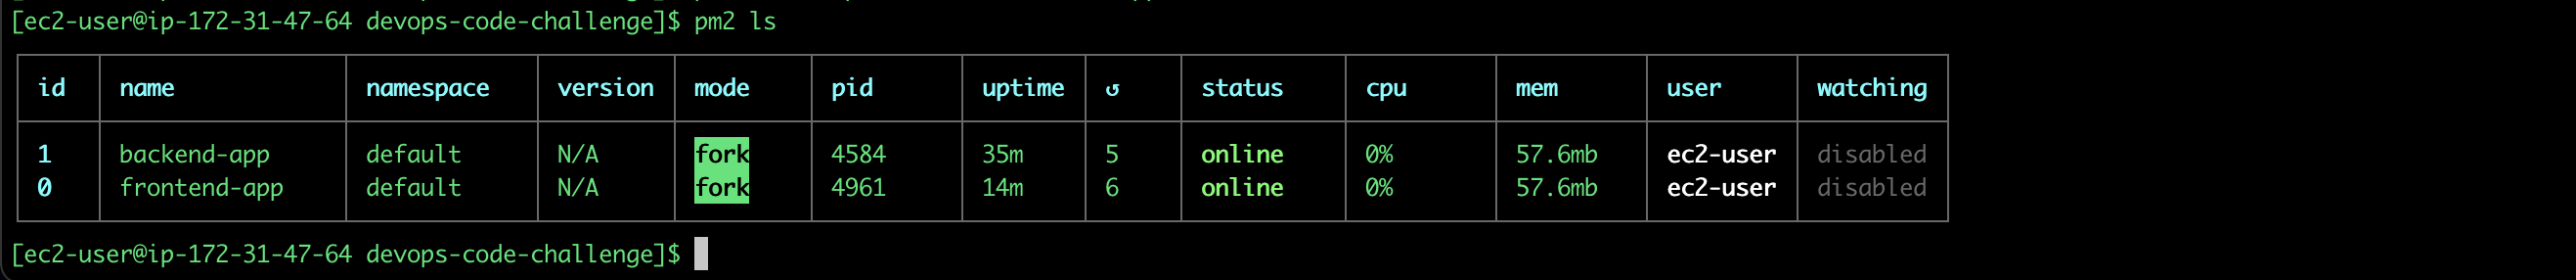 [ec2-user@ip-172-31-47-64 devops-code-challenge]$ pm2 ls
id name namespace version mode pid uptime ↺ status cpu mem user watching
1 backend-app default N/A fork 4584 35m 5 online 0% 57.6mb ec2-user disabled
0 frontend-app default N/A fork 4961 14m 6 online 0% 57.6mb ec2-user disabled
[ec2-user@ip-172-31-47-64 devops-code-challenge]$